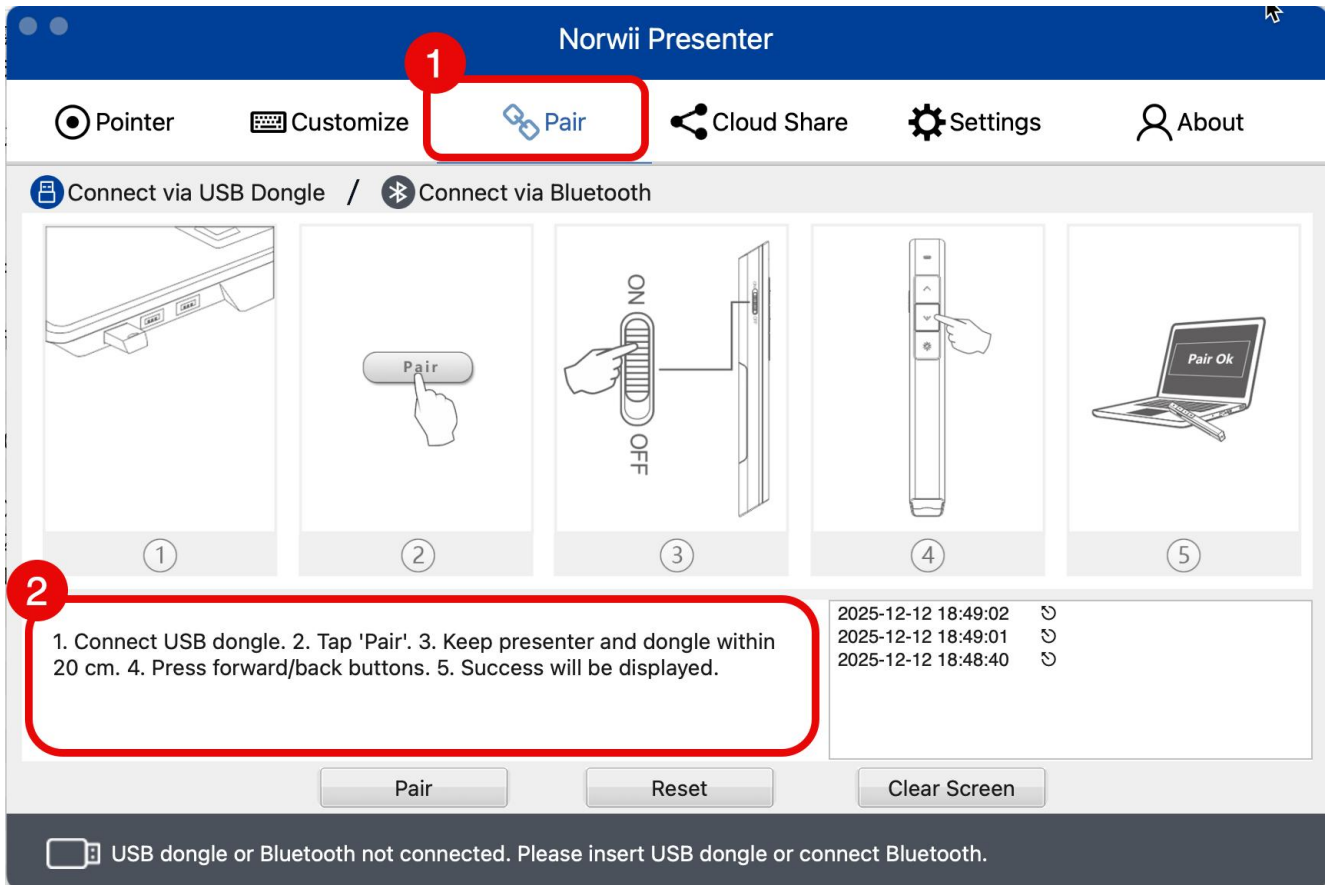 Norwii Presenter
1
Pointer
Customize
Pair
Cloud Share
Settings
About
Connect via USB Dongle / Connect via Bluetooth
Pair
ON
OFF
Pair Ok
1
2
3
4
5
2
1. Connect USB dongle. 2. Tap 'Pair'. 3. Keep presenter and dongle within
20 cm. 4. Press forward/back buttons. 5. Success will be displayed.
2025-12-12 18:49:02
2025-12-12 18:49:01
2025-12-12 18:48:40
Pair
Reset
Clear Screen
USB dongle or Bluetooth not connected. Please insert USB dongle or connect Bluetooth.